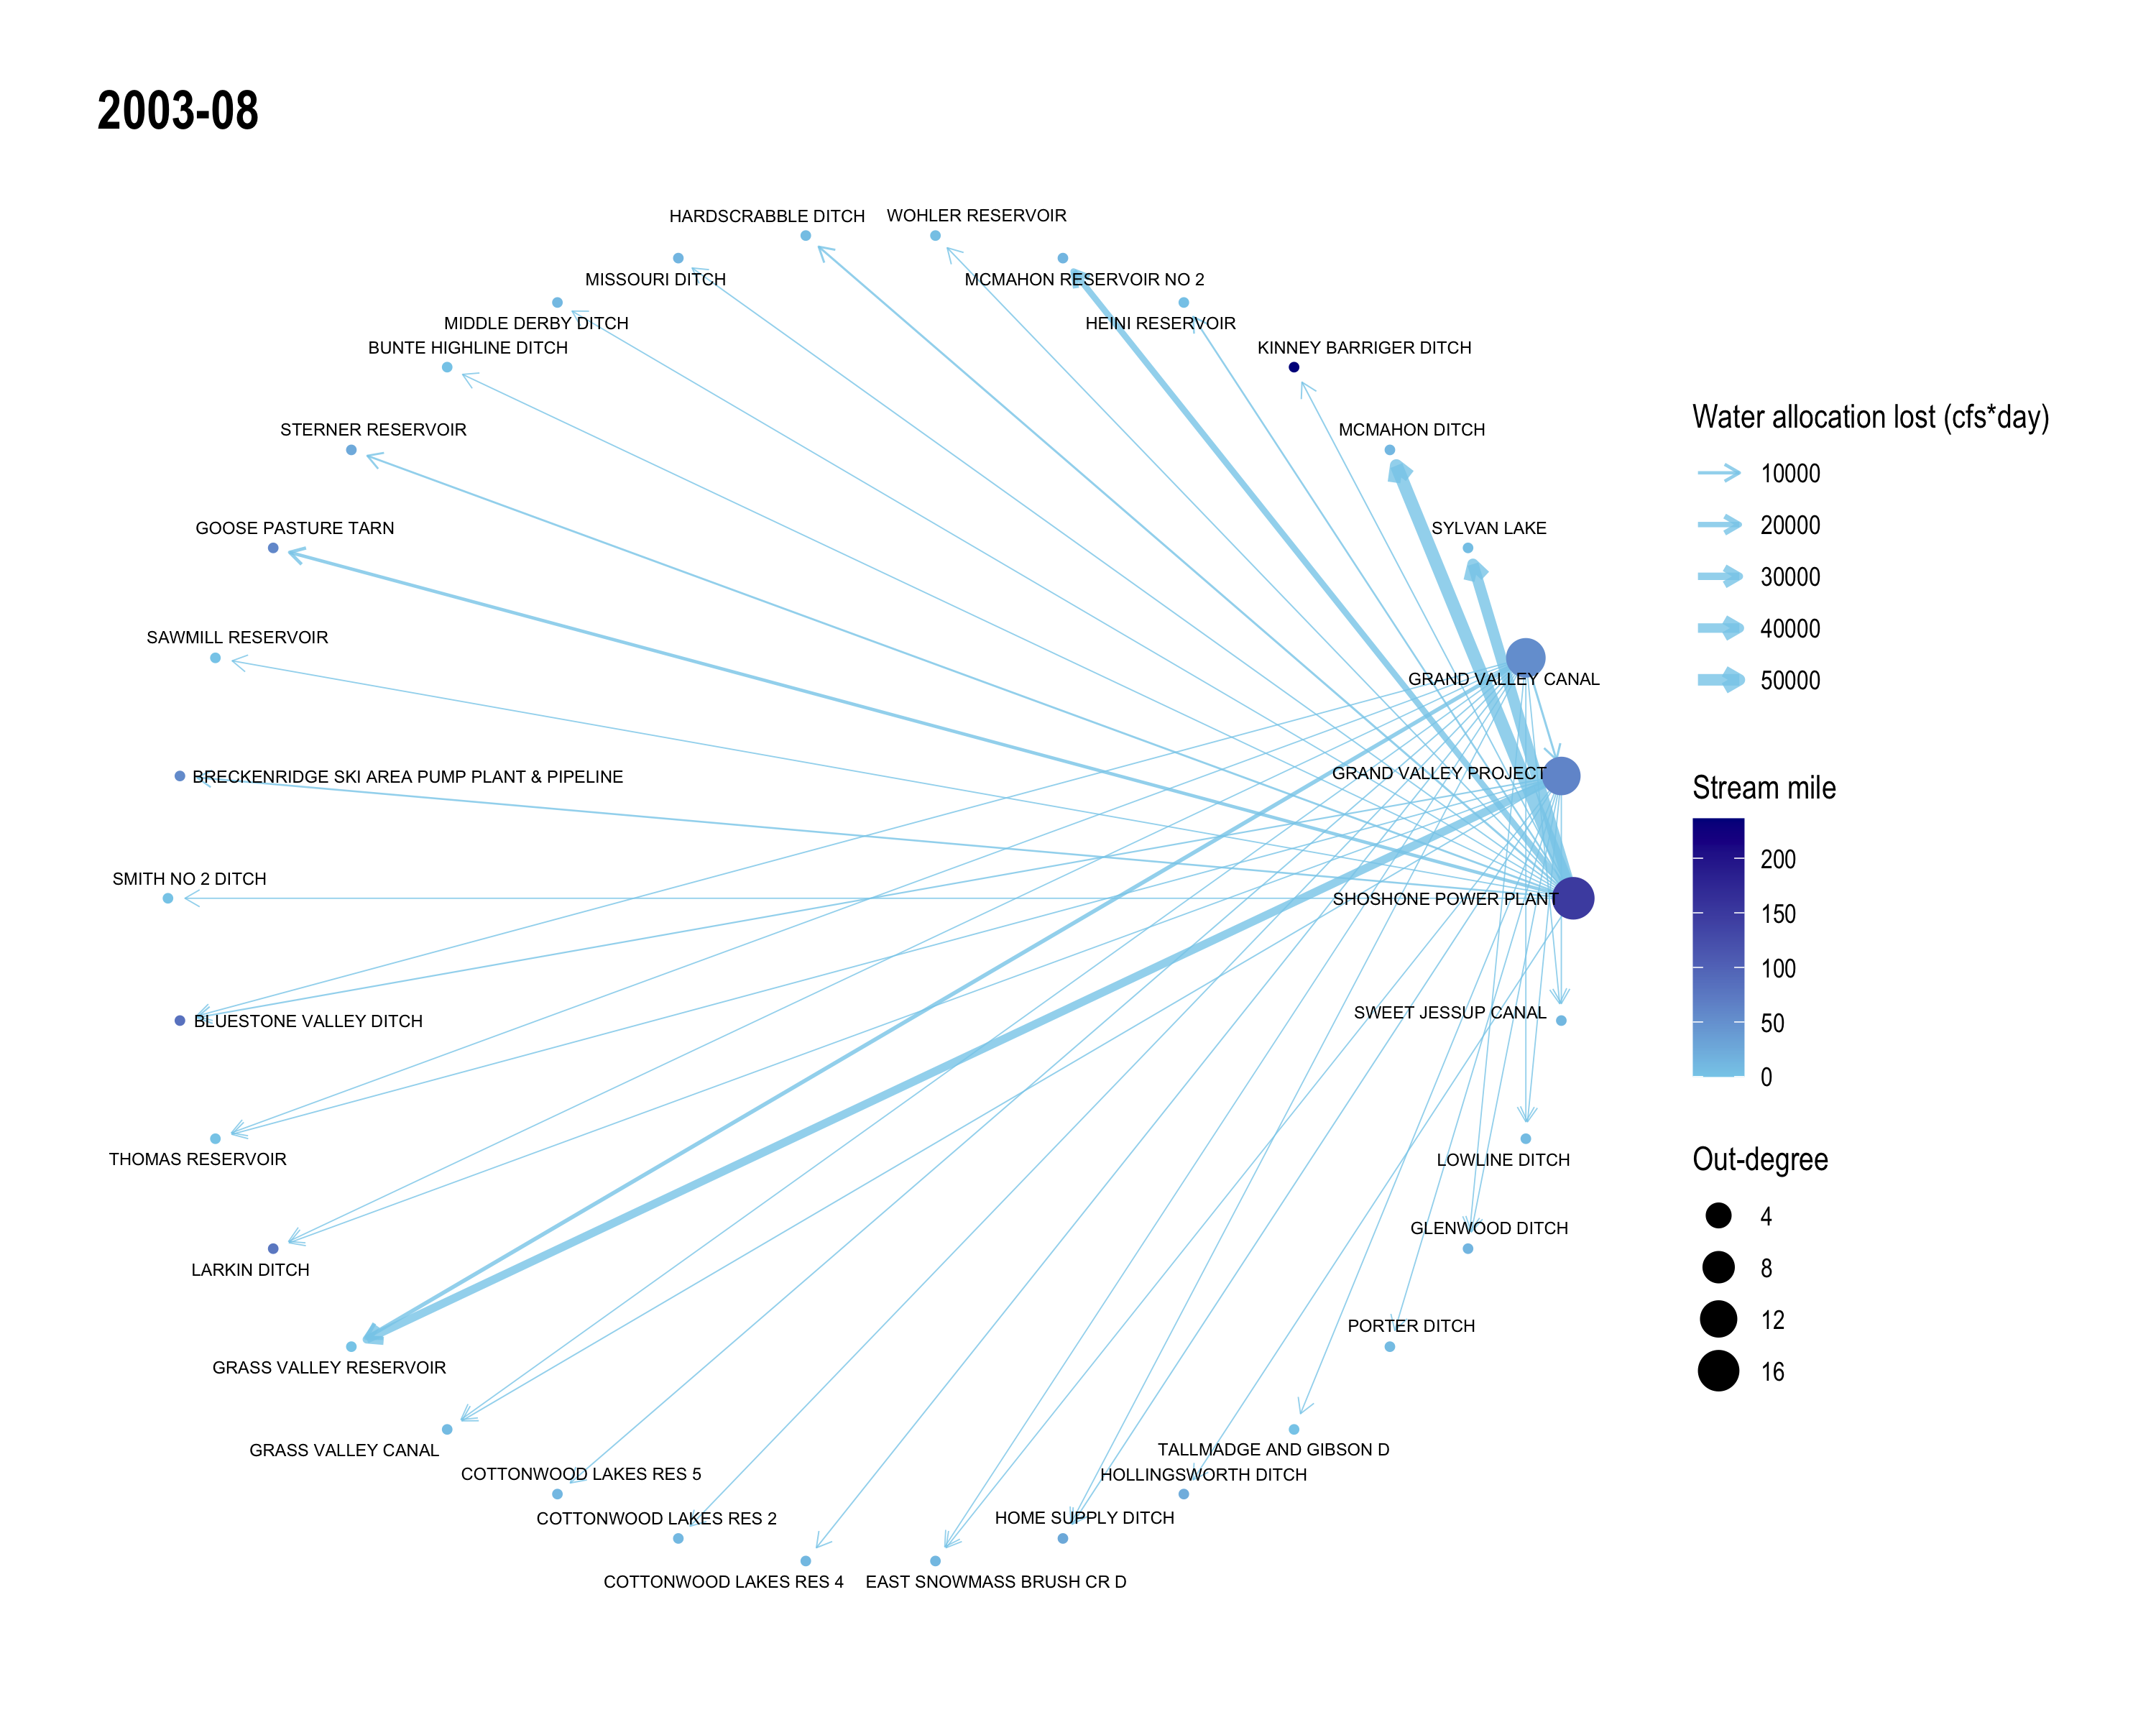 2003-08
HARDSCRABBLE DITCH
WOHLER RESERVOIR
MISSOURI DITCH
MCMAHON RESERVOIR NO 2
MIDDLE DERBY DITCH
HEINI RESERVOIR
BUNTE HIGHLINE DITCH
KINNEY BARRIGER DITCH
STERNER RESERVOIR
MCMAHON DITCH
GOOSE PASTURE TARN
SYLVAN LAKE
SAWMILL RESERVOIR
GRAND VALLEY CANAL
BRECKENRIDGE SKI AREA PUMP PLANT & PIPELINE
GRAND VALLEY PROJECT
SMITH NO 2 DITCH
SHOSHONE POWER PLANT
BLUESTONE VALLEY DITCH
SWEET JESSUP CANAL
THOMAS RESERVOIR
LOWLINE DITCH
LARKIN DITCH
GLENWOOD DITCH
GRASS VALLEY RESERVOIR
PORTER DITCH
GRASS VALLEY CANAL
TALLMADGE AND GIBSON D
COTTONWOOD LAKES RES 5
HOLLINGSWORTH DITCH
COTTONWOOD LAKES RES 2
HOME SUPPLY DITCH
COTTONWOOD LAKES RES 4
EAST SNOWMASS BRUSH CR D
Water allocation lost (cfs*day)
10000
20000
30000
40000
50000
Stream mile
200
150
100
50
0
Out-degree
4
8
12
16